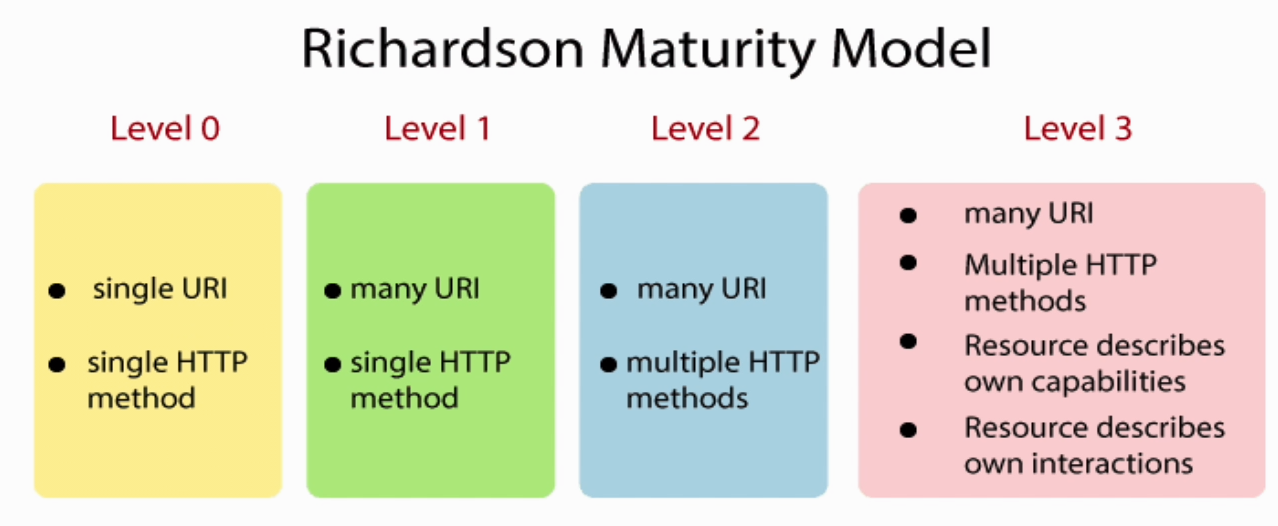 Richardson Maturity Model
Level 0
Level 1
Level 2
Level 3
• single URI
• single HTTP
method
• many URI
• single HTTP
method
• many URI
• multiple HTTP
methods
• many URI
• Multiple HTTP
methods
• Resource describes
own capabilities
• Resource describes
own interactions